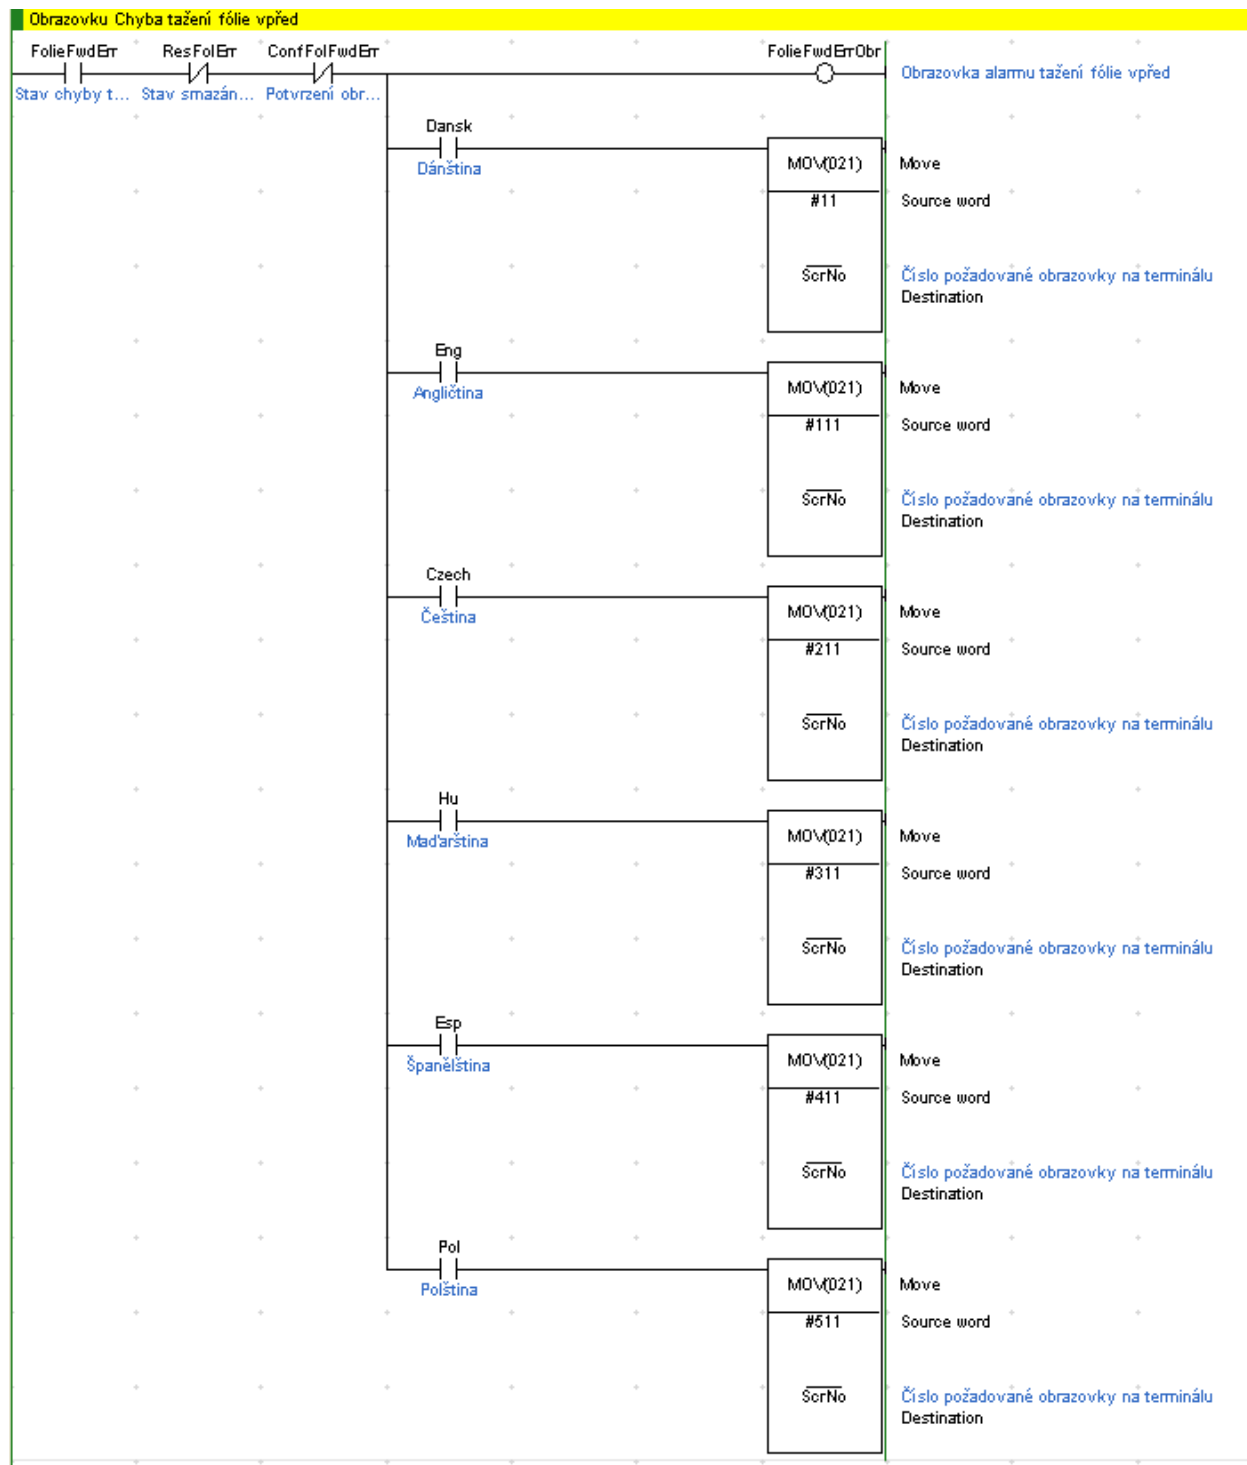 Obrazovku Chyba tažení fólie vpřed
FolieFwdErr ResFolErr ConfFolFwdErr FolieFwdErrObr
Obrazovka alarmu tažení fólie vpřed
Stav chyby t... Stav smazán... Potvrzení obr...
Dansk
Dánština
MOV(021) Move
#11 Source word
ScrNo Číslo požadované obrazovky na terminálu
Destination
Eng
Angličtina
MOV(021) Move
#111 Source word
ScrNo Číslo požadované obrazovky na terminálu
Destination
Czech
Čeština
MOV(021) Move
#211 Source word
ScrNo Číslo požadované obrazovky na terminálu
Destination
Hu
Maďarština
MOV(021) Move
#311 Source word
ScrNo Číslo požadované obrazovky na terminálu
Destination
Esp
Španělština
MOV(021) Move
#411 Source word
ScrNo Číslo požadované obrazovky na terminálu
Destination
Pol
Polština
MOV(021) Move
#511 Source word
ScrNo Číslo požadované obrazovky na terminálu
Destination